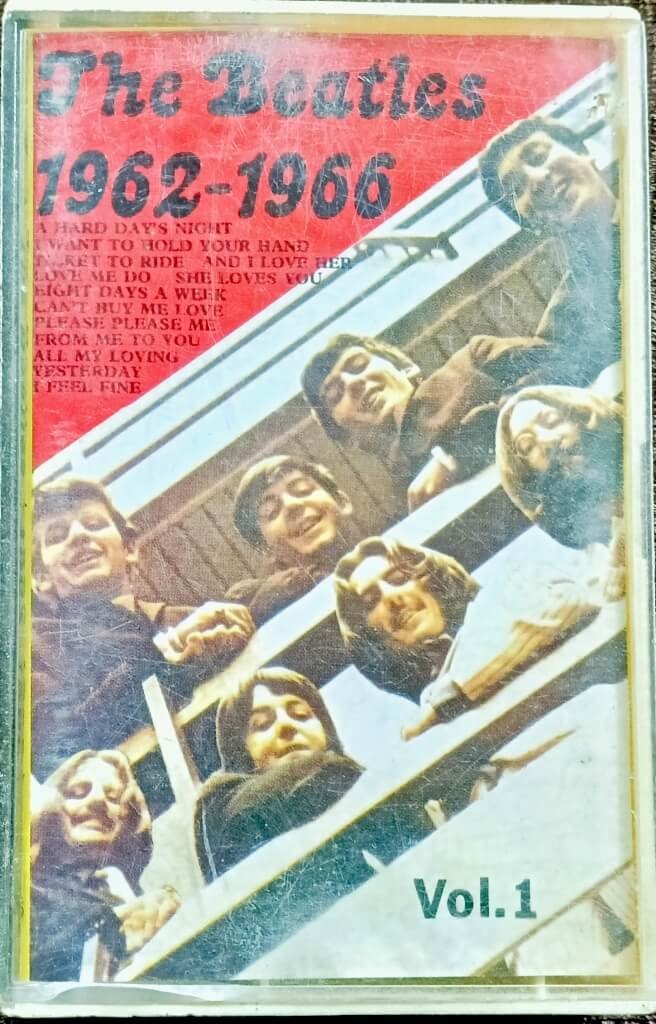 The Beatles
1962-1966
A HARD DAY'S NIGHT
I WANT TO HOLD YOUR HAND
TICKET TO RIDE AND I LOVE HER
LOVE ME DO SHE LOVES YOU
EIGHT DAYS A WEEK
CAN'T BUY ME LOVE
PLEASE PLEASE ME
FROM ME TO YOU
ALL MY LOVING
YESTERDAY
I FEEL FINE
Vol.1